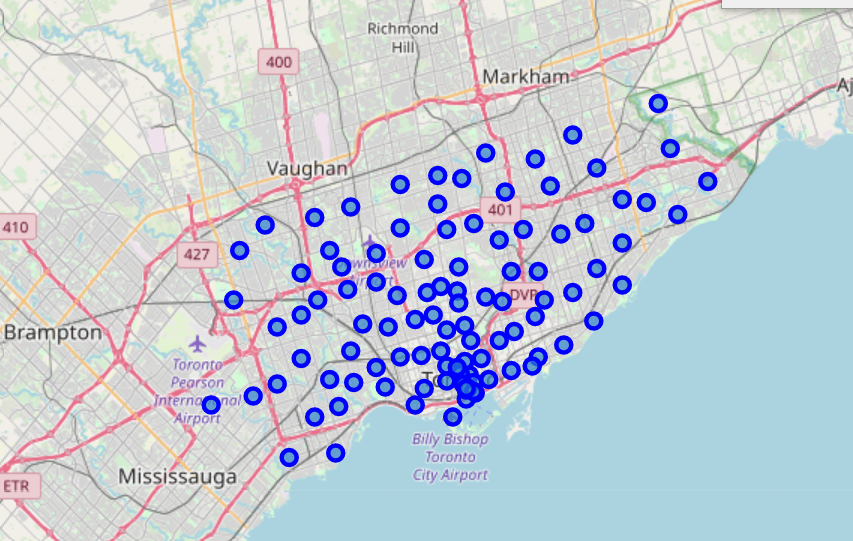 Richmond
Hill
400
Markham
Vaughan
401
410
427
DVP
Brampton
Toronto
Pearson
International
Airport
Billy Bishop
Toronto
City Airport
Mississauga
ETR